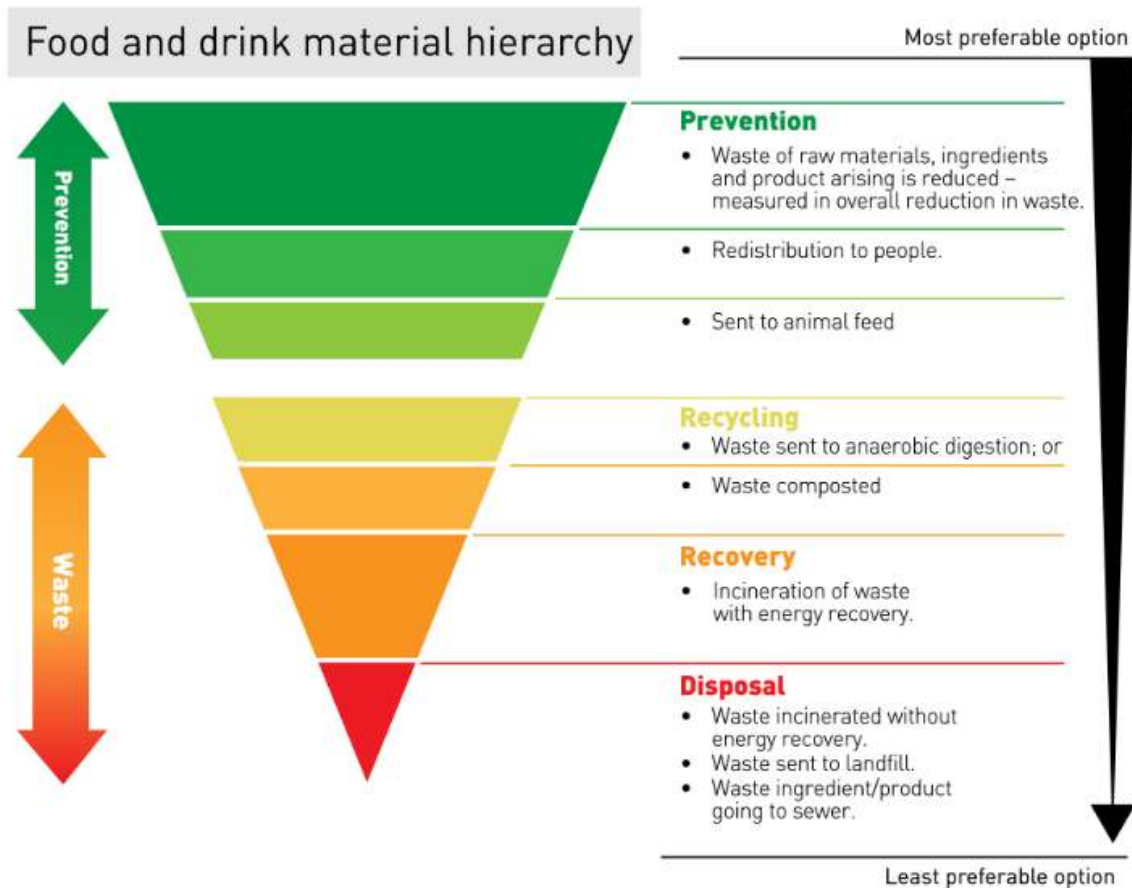 Food and drink material hierarchy
Most preferable option
Prevention
Prevention
• Waste of raw materials, ingredients
and product arising is reduced –
measured in overall reduction in waste.
• Redistribution to people.
• Sent to animal feed
Waste
Recycling
• Waste sent to anaerobic digestion; or
• Waste composted
Recovery
• Incineration of waste
with energy recovery.
Disposal
• Waste incinerated without
energy recovery.
• Waste sent to landfill.
• Waste ingredient/product
going to sewer.
Least preferable option